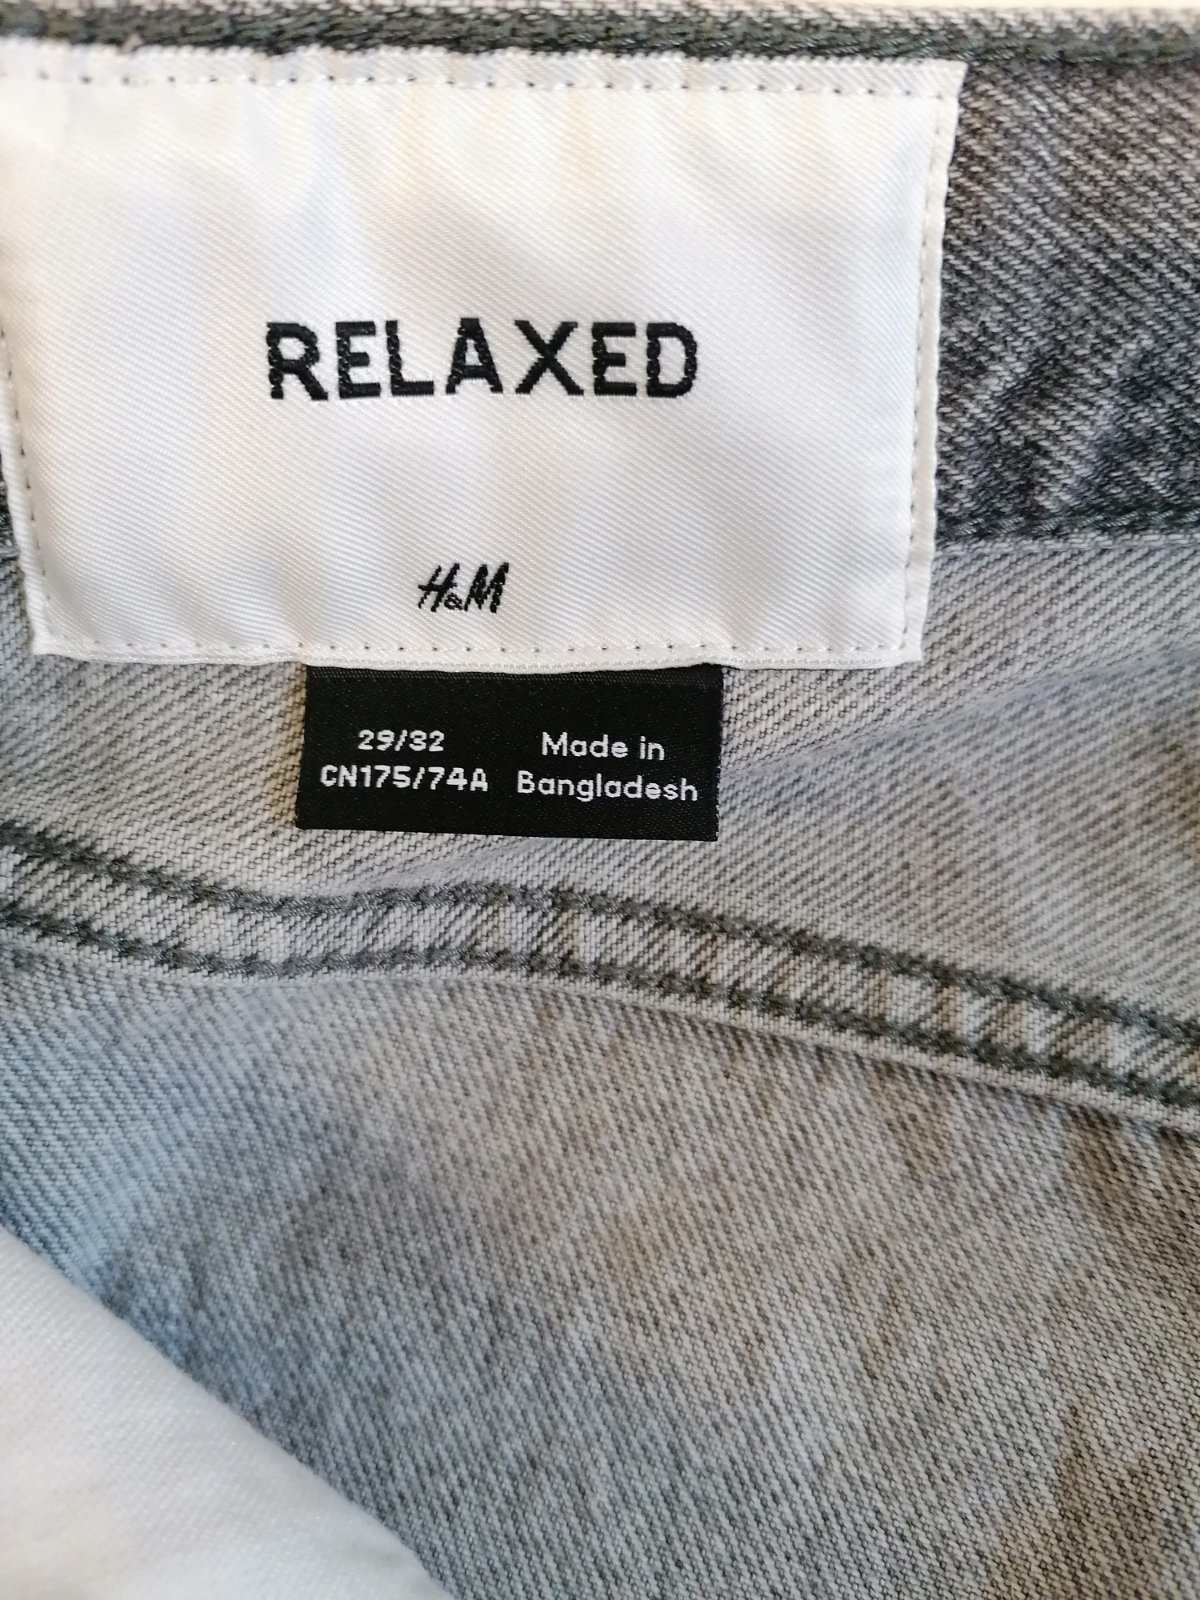 RELAXED
H&M
29/32
CN175/74A
Made in
Bangladesh